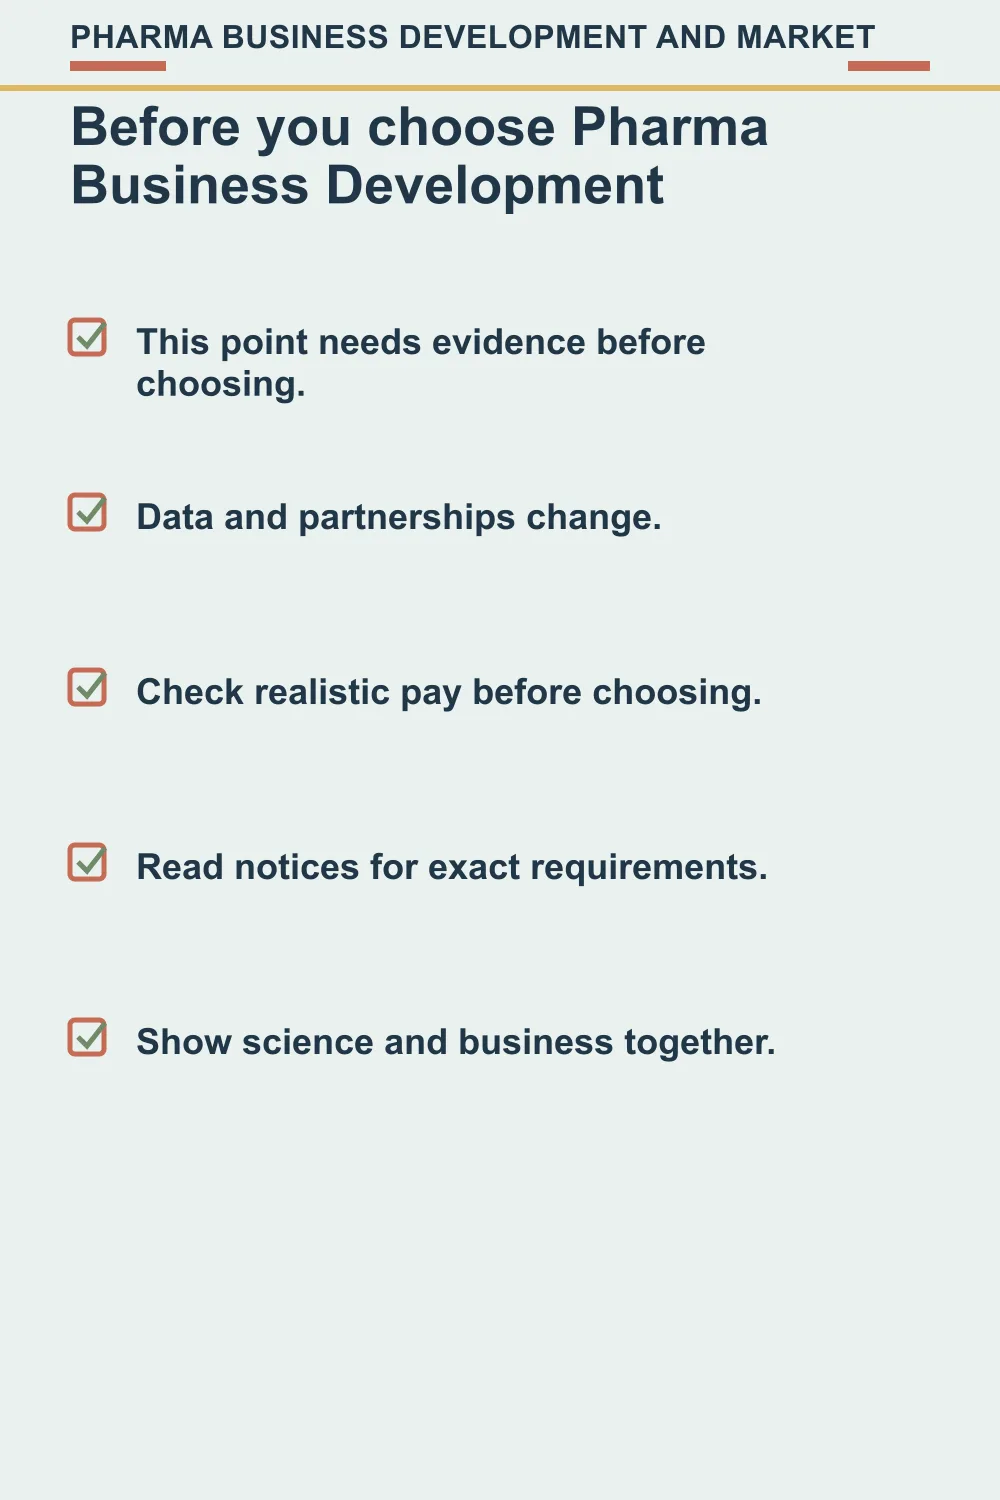 PHARMA BUSINESS DEVELOPMENT AND MARKET
Before you choose Pharma
Business Development
This point needs evidence before
choosing.
Data and partnerships change.
Check realistic pay before choosing.
Read notices for exact requirements.
Show science and business together.